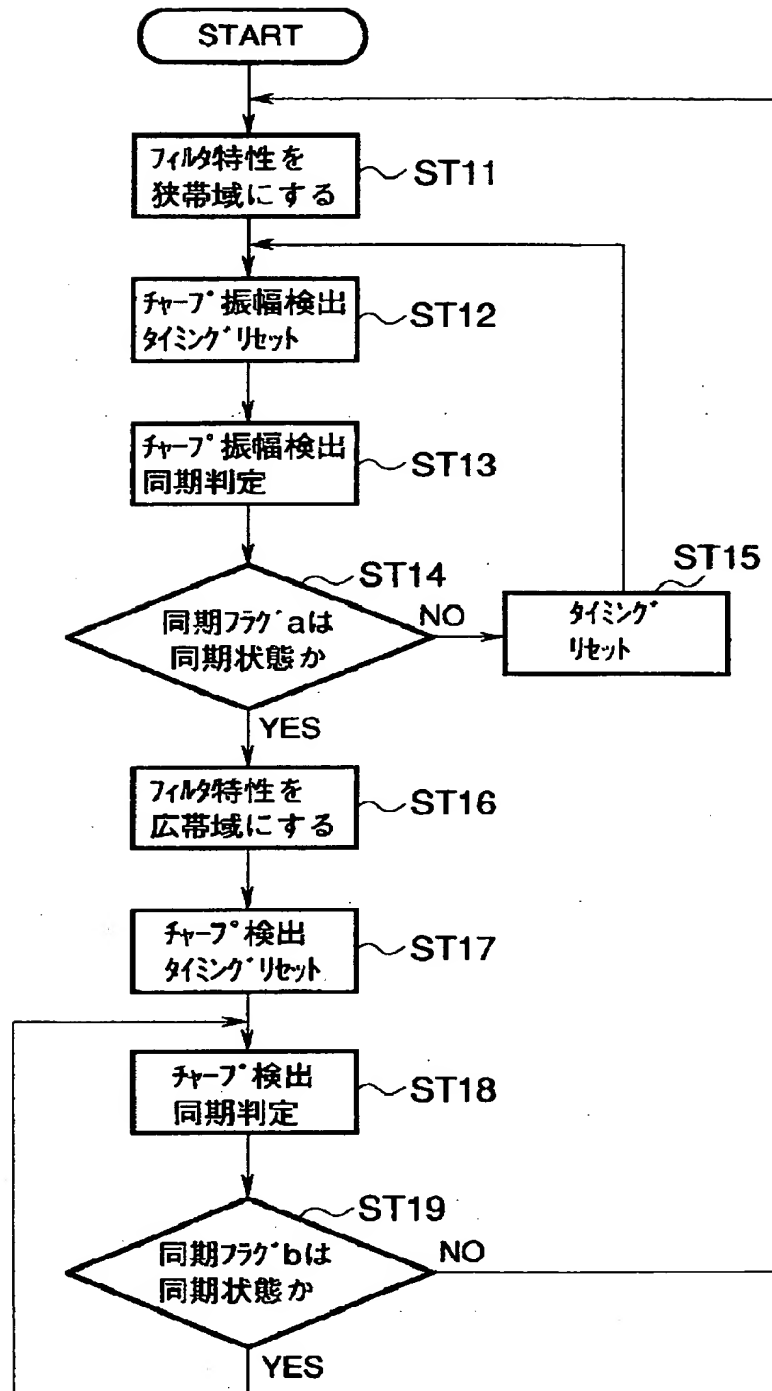 START
フィルタ特性を
狭帯域にする
ST11
チャープ振幅検出
タイミングリセット
ST12
チャープ振幅検出
同期判定
ST13
ST14
同期フラグaは
同期状態か
NO
ST15
タイミング
リセット
YES
フィルタ特性を
広帯域にする
ST16
チャープ検出
タイミングリセット
ST17
チャープ検出
同期判定
ST18
ST19
同期フラグbは
同期状態か
NO
YES